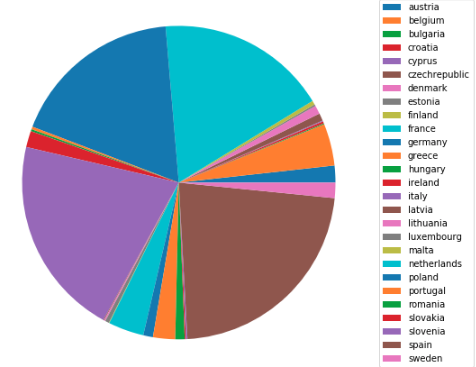 austria
belgium
bulgaria
croatia
cyprus
czechrepublic
denmark
estonia
finland
france
germany
greece
hungary
ireland
italy
latvia
lithuania
luxembourg
malta
netherlands
poland
portugal
romania
slovakia
slovenia
spain
sweden